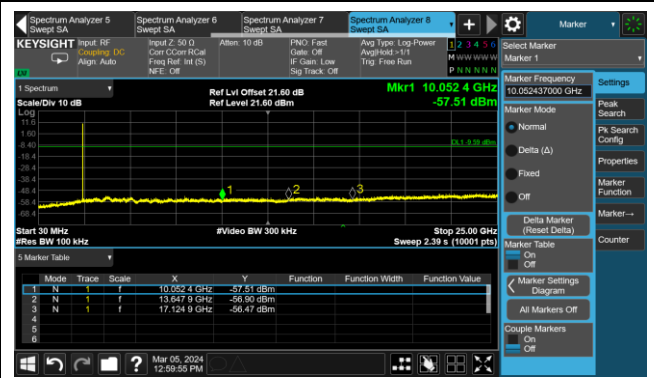 Spectrum Analyzer 5
Swept SA
Spectrum Analyzer 6
Swept SA
Spectrum Analyzer 7
Swept SA
Spectrum Analyzer 8
Swept SA
Marker
KEYSIGHT
Input: RF
Coupling: DC
Align: Auto
Input Z: 50 Ω
Corr CCorr RCal
Freq Ref: Int (S)
NFE: Off
Atten: 10 dB
PNO: Fast
Gate: Off
IF Gain: Low
Sig Track: Off
Avg Type: Log-Power
Avg|Hold:>1/1
Trig: Free Run
1 2 3 4 5 6
M W W W W W
P N N N N N
LXI
Select Marker
Marker 1
1 Spectrum
Scale/Div 10 dB
Log
Ref Lvl Offset 21.60 dB
Ref Level 21.60 dBm
Mkr1 10.052 4 GHz
-57.51 dBm
11.6
1.60
-8.40
-18.4
-28.4
-38.4
-48.4
-58.4
-68.4
DL1 -9.59 dBm
1
2
3
Start 30 MHz
#Res BW 100 kHz
#Video BW 300 kHz
Stop 25.00 GHz
Sweep 2.39 s (10001 pts)
5 Marker Table
Mode Trace Scale X Y Function Function Width Function Value
1 N 1 f 10.052 4 GHz -57.51 dBm
2 N 1 f 13.647 9 GHz -56.90 dBm
3 N 1 f 17.124 9 GHz -56.47 dBm
4
5
6
Mar 05, 2024
12:59:55 PM
Marker Frequency
10.052437000 GHz
Marker Mode
Normal
Delta (Δ)
Fixed
Off
Delta Marker
(Reset Delta)
Marker Table
On
Off
Marker Settings
Diagram
All Markers Off
Couple Markers
On
Off
Settings
Peak
Search
Pk Search
Config
Properties
Marker
Function
Marker→
Counter